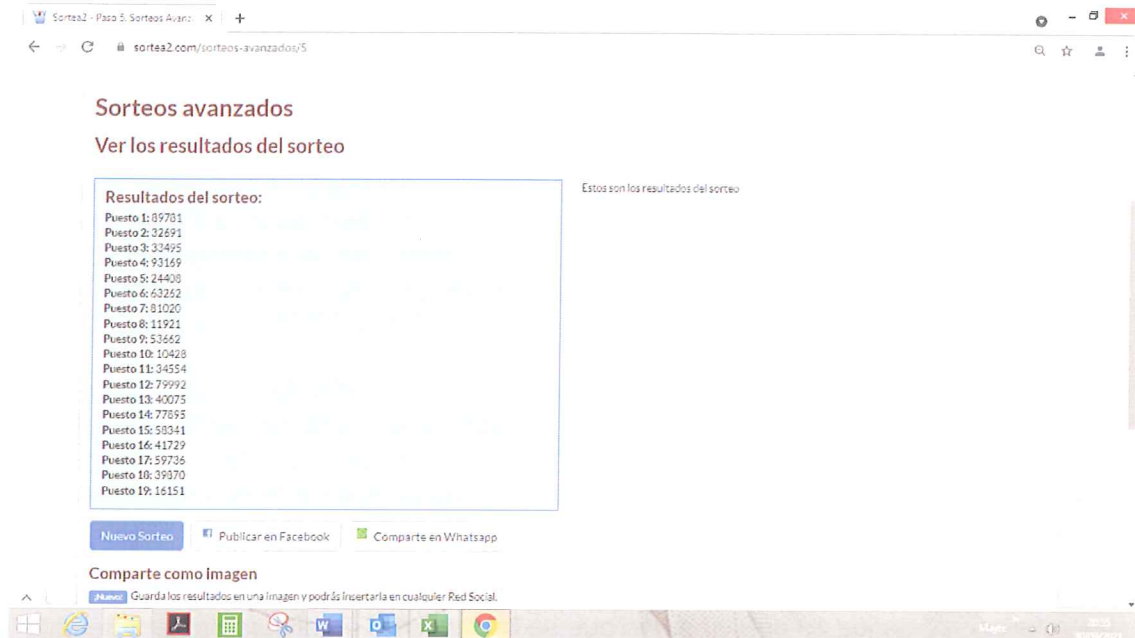 Sortea2 - Paso 5. Sorteos Avanz
sortea2.com/sorteos-avanzados/5
Sorteos avanzados
Ver los resultados del sorteo
Resultados del sorteo:
Puesto 1: 89781
Puesto 2: 32691
Puesto 3: 33495
Puesto 4: 93169
Puesto 5: 24408
Puesto 6: 63262
Puesto 7: 81020
Puesto 8: 11921
Puesto 9: 53662
Puesto 10: 10428
Puesto 11: 34554
Puesto 12: 79992
Puesto 13: 40075
Puesto 14: 77895
Puesto 15: 58341
Puesto 16: 41729
Puesto 17: 59736
Puesto 18: 39870
Puesto 19: 16151
Estos son los resultados del sorteo
Nuevo Sorteo
Publicar en Facebook
Comparte en Whatsapp
Comparte como imagen
¡Nuevo! Guarda los resultados en una imagen y podrás insertarla en cualquier Red Social.